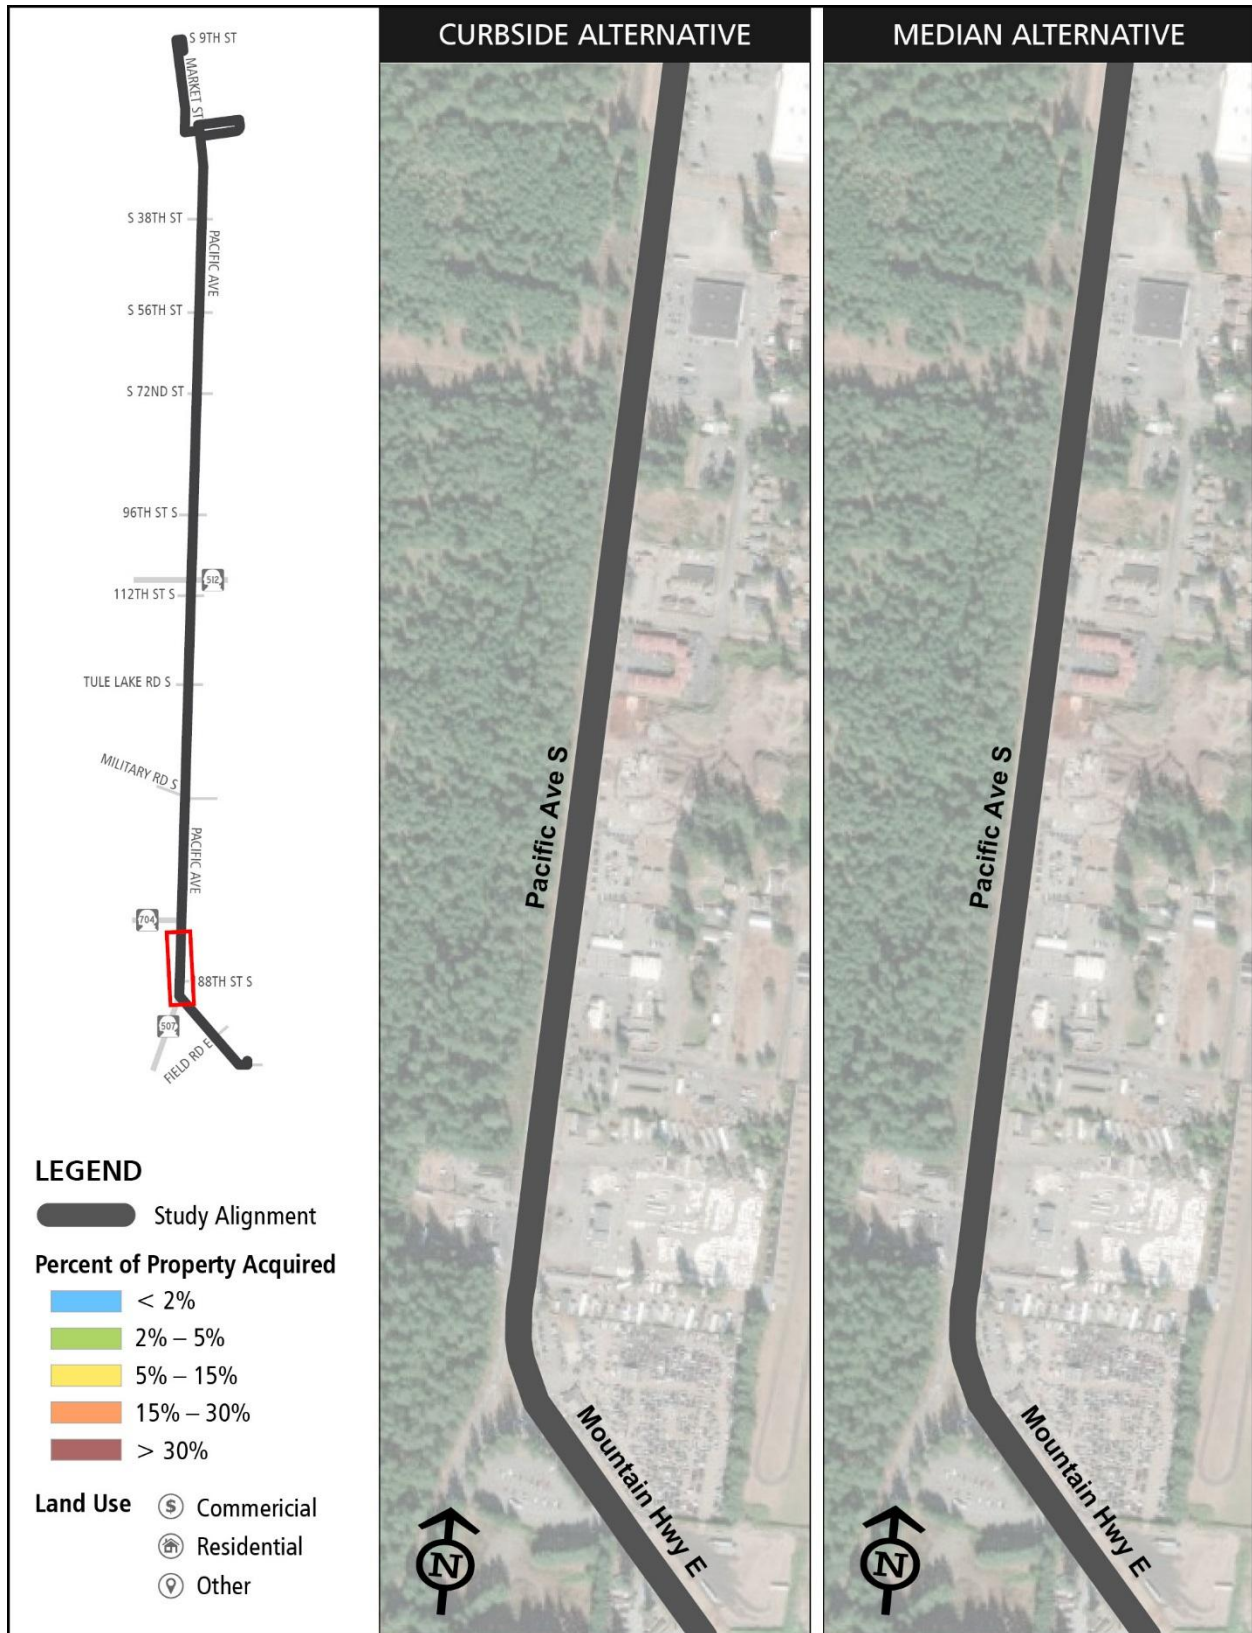 S 9TH ST
MARKET ST
S 38TH ST
PACIFIC AVE
S 56TH ST
S 72ND ST
96TH ST S
512
112TH ST S
TULE LAKE RD S
MILITARY RD S
PACIFIC AVE
704
88TH ST S
507
FIELD RD E
LEGEND
Study Alignment
Percent of Property Acquired
< 2%
2% – 5%
5% – 15%
15% – 30%
> 30%
Land Use
$ Commericial
Residential
Other
CURBSIDE ALTERNATIVE
Pacific Ave S
Mountain Hwy E
N
MEDIAN ALTERNATIVE
Pacific Ave S
Mountain Hwy E
N